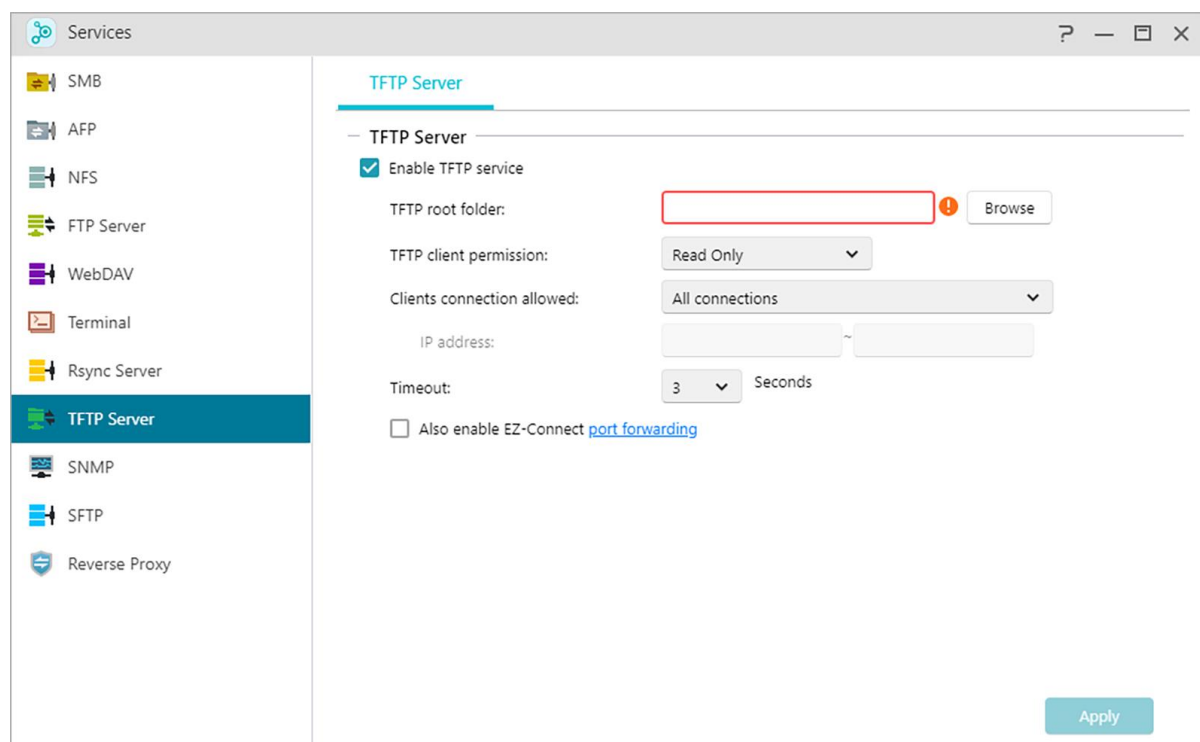 Services
SMB
AFP
NFS
FTP Server
WebDAV
Terminal
Rsync Server
TFTP Server
SNMP
SFTP
Reverse Proxy
TFTP Server
TFTP Server
Enable TFTP service
TFTP root folder:
Browse
TFTP client permission: Read Only
Clients connection allowed: All connections
IP address: ~
Timeout: 3 Seconds
Also enable EZ-Connect port forwarding
Apply